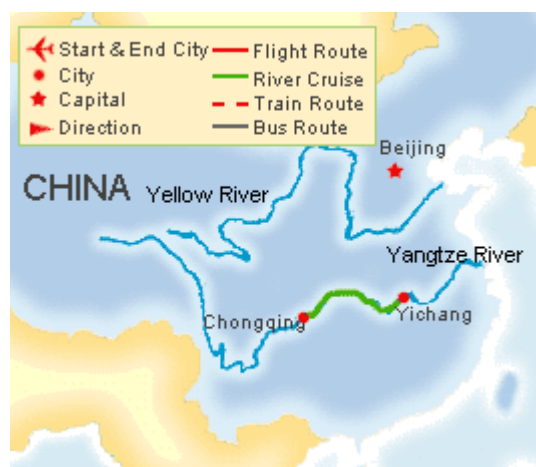 Start & End City
Flight Route
City
River Cruise
Capital
Train Route
Direction
Bus Route
Beijing
CHINA
Yellow River
Yangtze River
Chongqing
Yichang